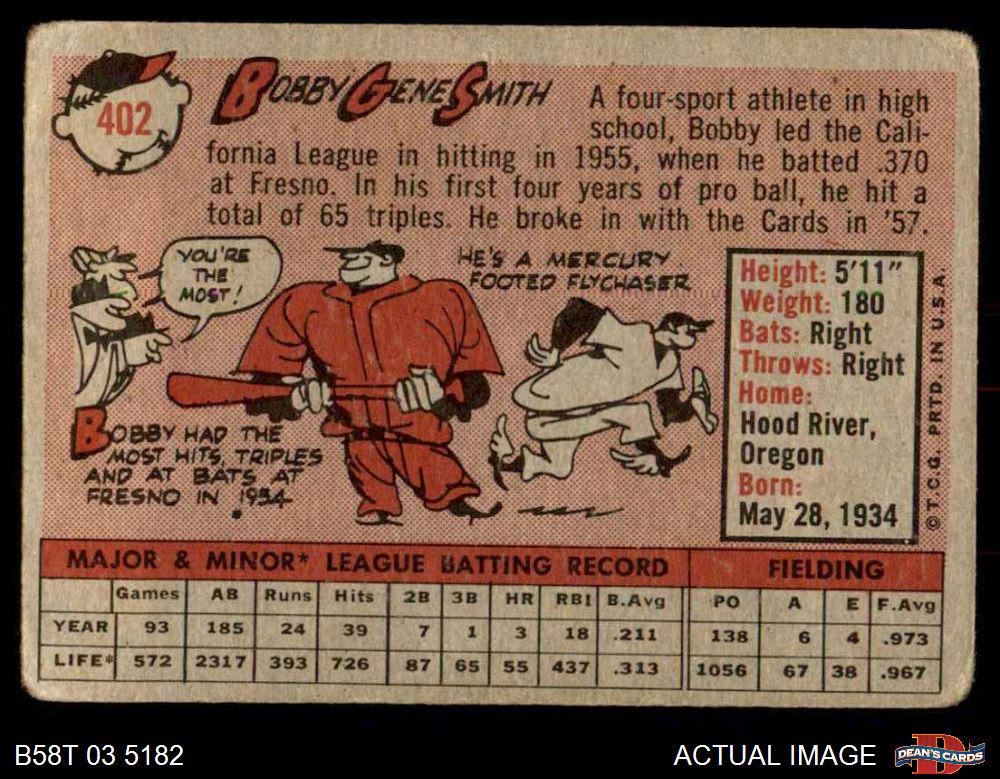 402
BOBBY GENE SMITH
A four-sport athlete in high
school, Bobby led the Cali-
fornia League in hitting in 1955, when he batted .370
at Fresno. In his first four years of pro ball, he hit a
total of 65 triples. He broke in with the Cards in '57.
YOU'RE
THE
MOST!
BOBBY HAD THE
MOST HITS, TRIPLES
AND AT BATS AT
FRESNO IN 1954
HE'S A MERCURY
FOOTED FLYCHASER
Height: 5'11"
Weight: 180
Bats: Right
Throws: Right
Home:
Hood River,
Oregon
Born:
May 28, 1934
© T.C.G. PRTD. IN U.S.A.
MAJOR & MINOR* LEAGUE BATTING RECORD FIELDING
Games AB Runs Hits 2B 3B HR RBI B.Avg PO A E F.Avg
YEAR 93 185 24 39 7 1 3 18 .211 138 6 4 .973
LIFE* 572 2317 393 726 87 65 55 437 .313 1056 67 38 .967
B58T 03 5182
ACTUAL IMAGE
D
DEAN'S CARDS